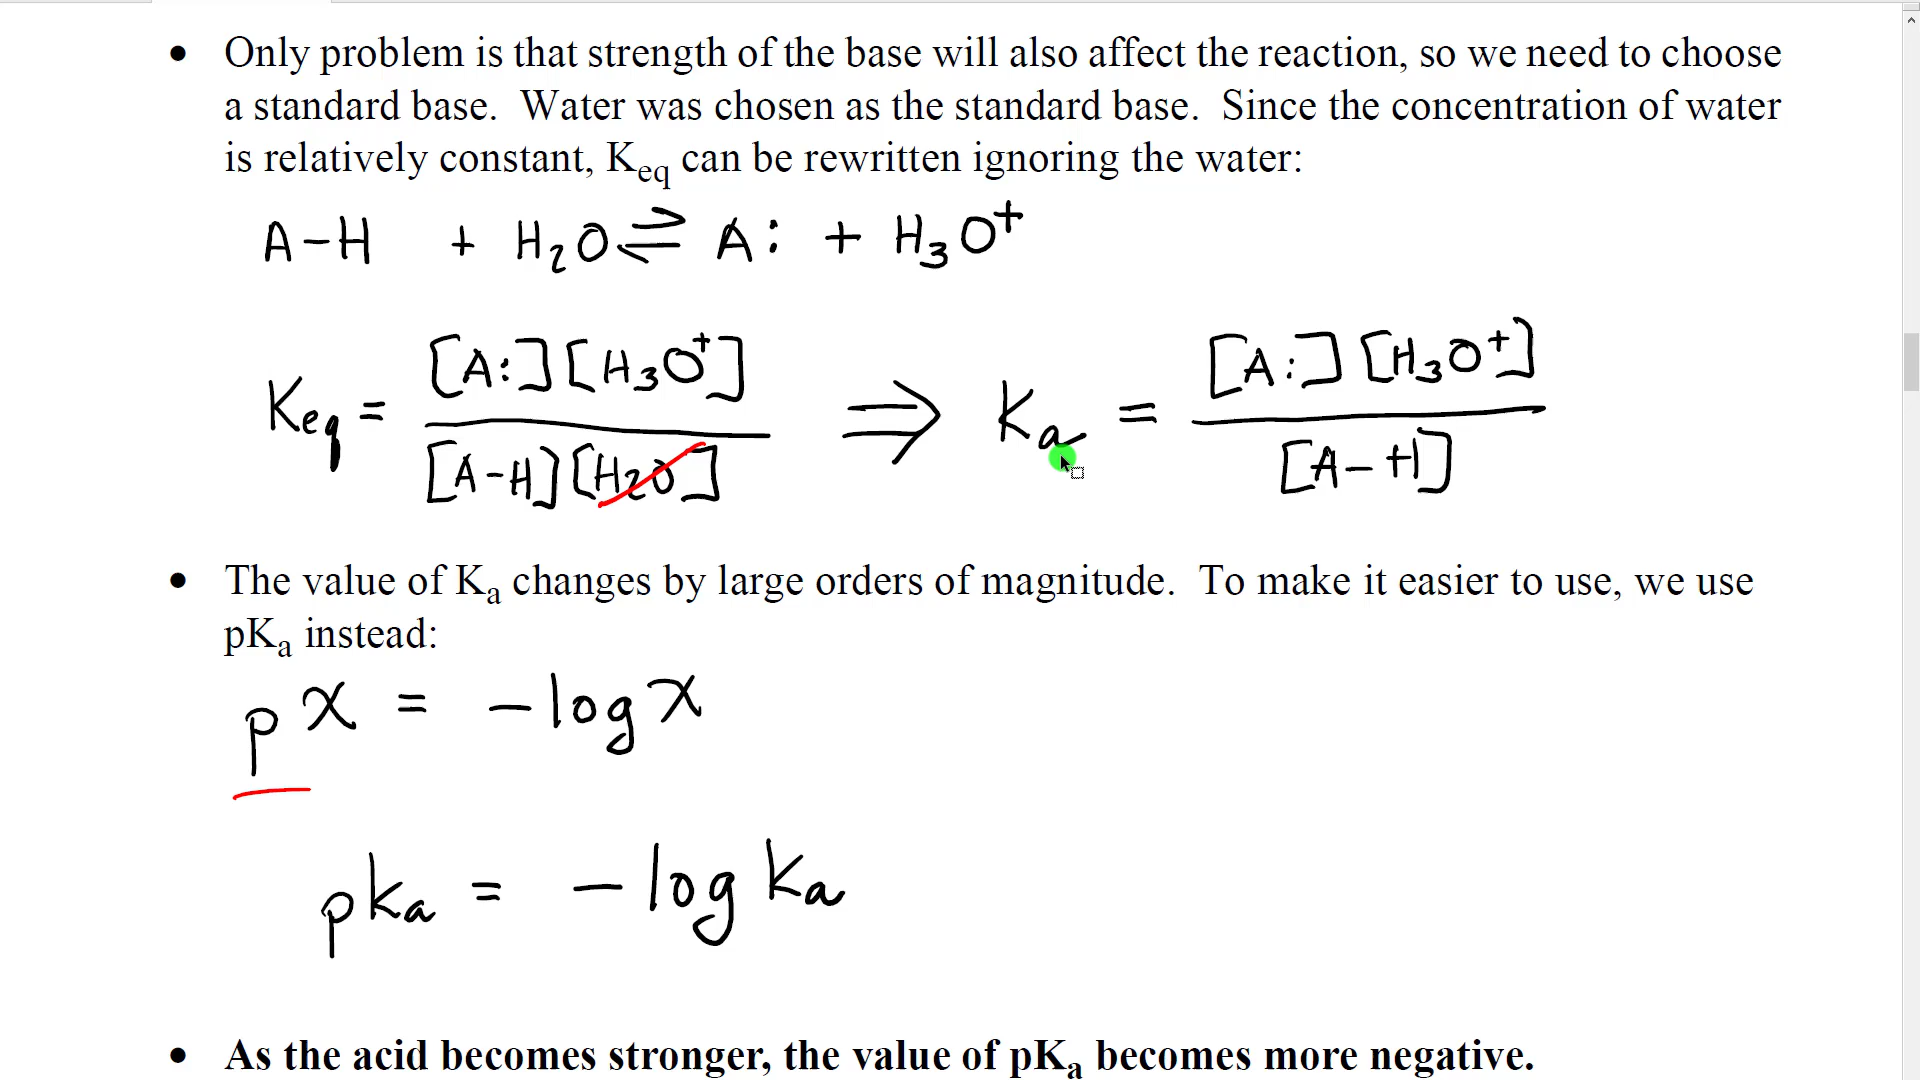 • Only problem is that strength of the base will also affect the reaction, so we need to choose
a standard base.  Water was chosen as the standard base.  Since the concentration of water
is relatively constant, Keq can be rewritten ignoring the water:
A–H + H₂O ⇌ A: + H₃O⁺
Keq = [A:][H₃O⁺] / [A–H][H₂O] ⇒ Ka = [A:][H₃O⁺] / [A–H]
• The value of Ka changes by large orders of magnitude.  To make it easier to use, we use
pKa instead:
pX = –log X
pKa = –log Ka
• As the acid becomes stronger, the value of pKa becomes more negative.